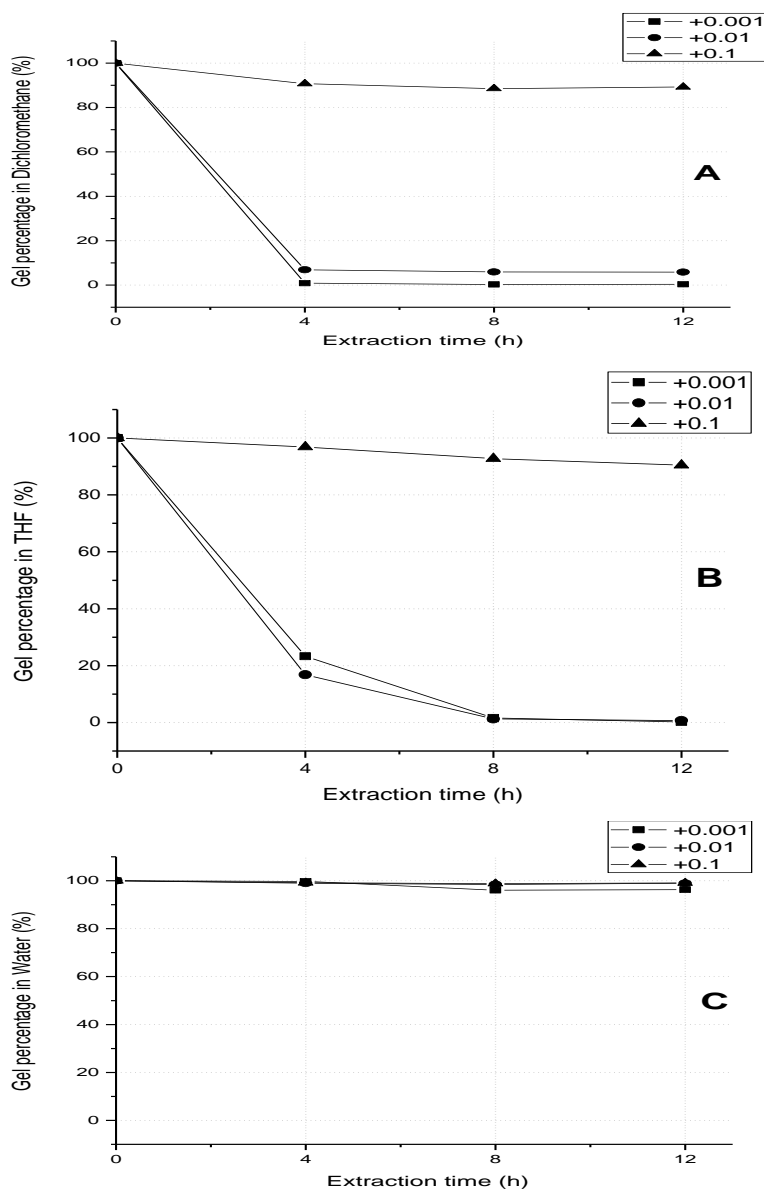 +0.001
+0.01
+0.1
Gel percentage in Dichloromethane (%)
100
80
60
40
20
0
A
0 4 8 12
Extraction time (h)
+0.001
+0.01
+0.1
Gel percentage in THF (%)
100
80
60
40
20
0
B
0 4 8 12
Extraction time (h)
+0.001
+0.01
+0.1
Gel percentage in Water (%)
100
80
60
40
20
0
C
0 4 8 12
Extraction time (h)